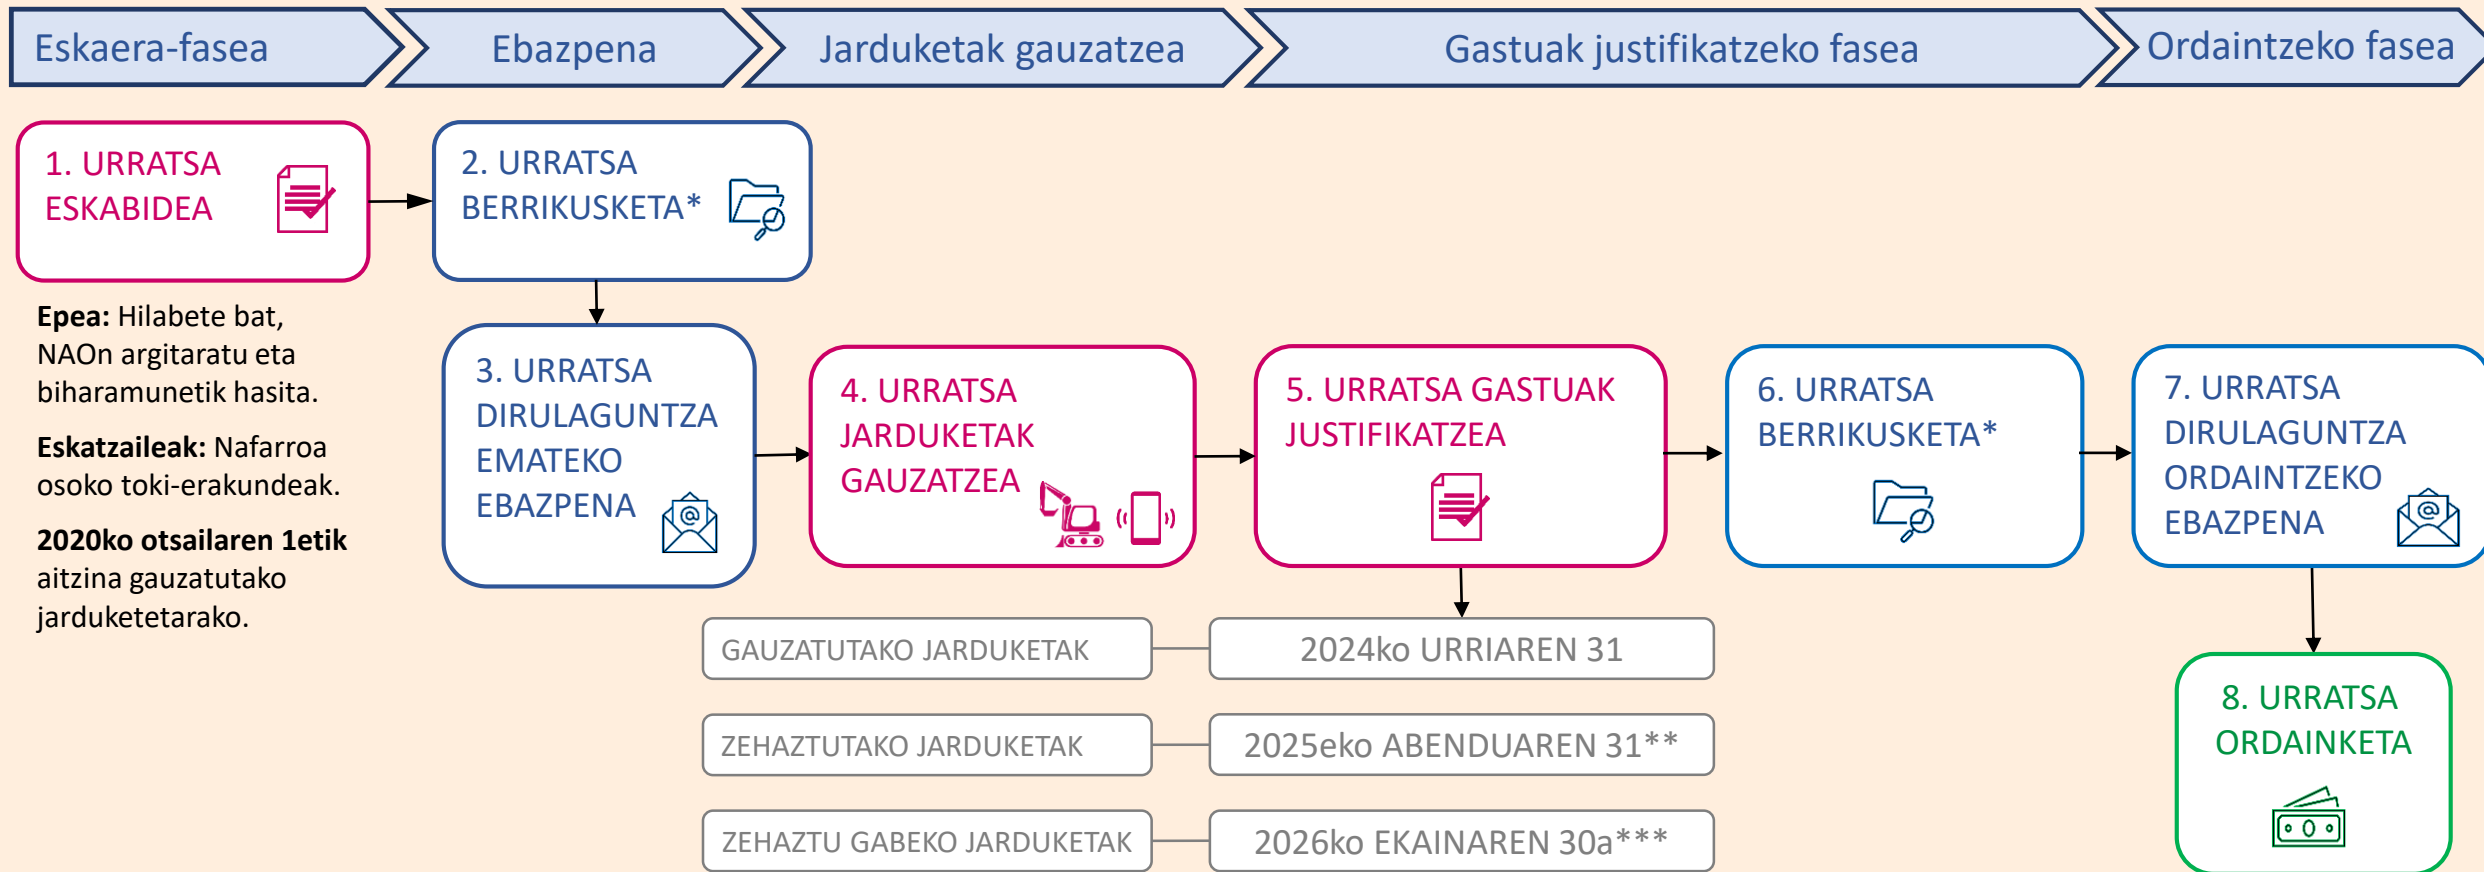 Eskaera-fasea
Ebazpena
Jarduketak gauzatzea
Gastuak justifikatzeko fasea
Ordaintzeko fasea
1. URRATSA
ESKABIDEA
2. URRATSA
BERRIKUSKETA*
Epea: Hilabete bat,
NAOn argitaratu eta
biharamunetik hasita.
Eskatzaileak: Nafarroa
osoko toki-erakundeak.
2020ko otsailaren 1etik
aitzina gauzatutako
jarduketetarako.
3. URRATSA
DIRULAGUNTZA
EMATEKO
EBAZPENA
4. URRATSA
JARDUKETAK
GAUZATZEA
5. URRATSA GASTUAK
JUSTIFIKATZEA
6. URRATSA
BERRIKUSKETA*
7. URRATSA
DIRULAGUNTZA
ORDAINTZEKO
EBAZPENA
GAUZATUTAKO JARDUKETAK
2024ko URRIAREN 31
ZEHAZTUTAKO JARDUKETAK
2025eko ABENDUAREN 31**
ZEHAZTU GABEKO JARDUKETAK
2026ko EKAINAREN 30a***
8. URRATSA
ORDAINKETA